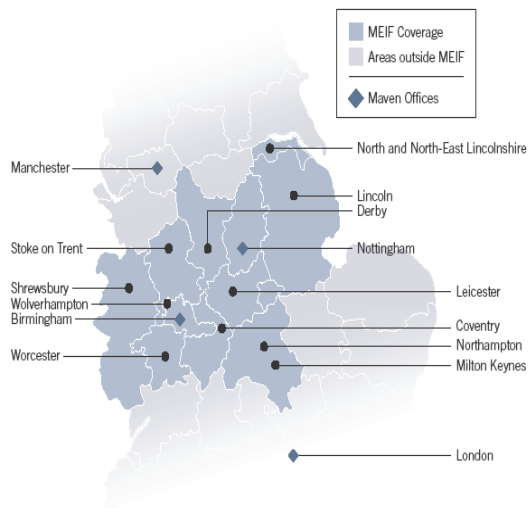 MEIF Coverage
Areas outside MEIF
Maven Offices
North and North-East Lincolnshire
Manchester
Lincoln
Derby
Stoke on Trent
Nottingham
Shrewsbury
Leicester
Wolverhampton
Birmingham
Coventry
Northampton
Worcester
Milton Keynes
London